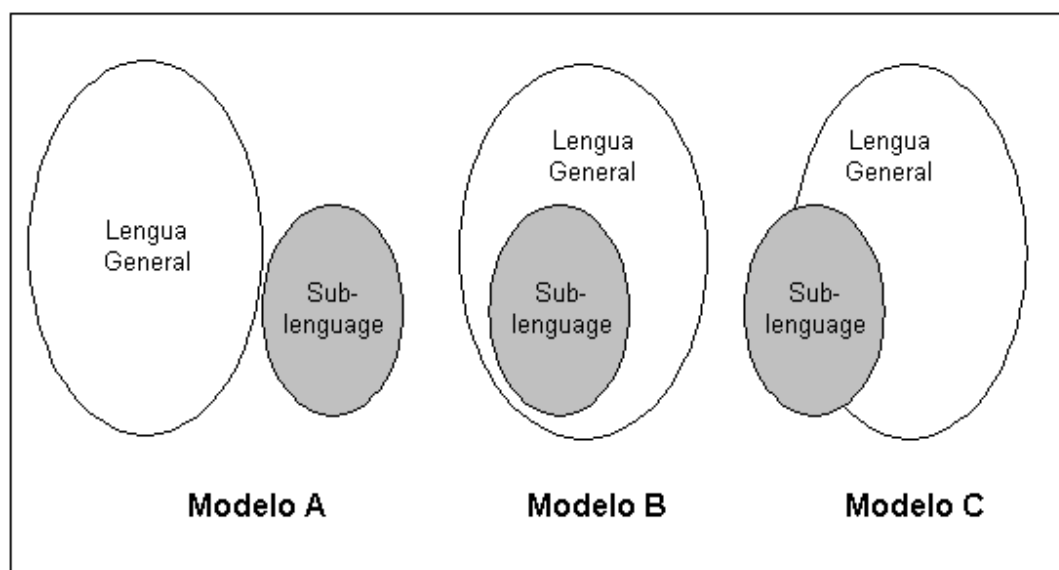 Lengua
General
Sub-
lenguage
Modelo A
Lengua
General
Sub-
lenguage
Modelo B
Lengua
General
Sub-
lenguage
Modelo C